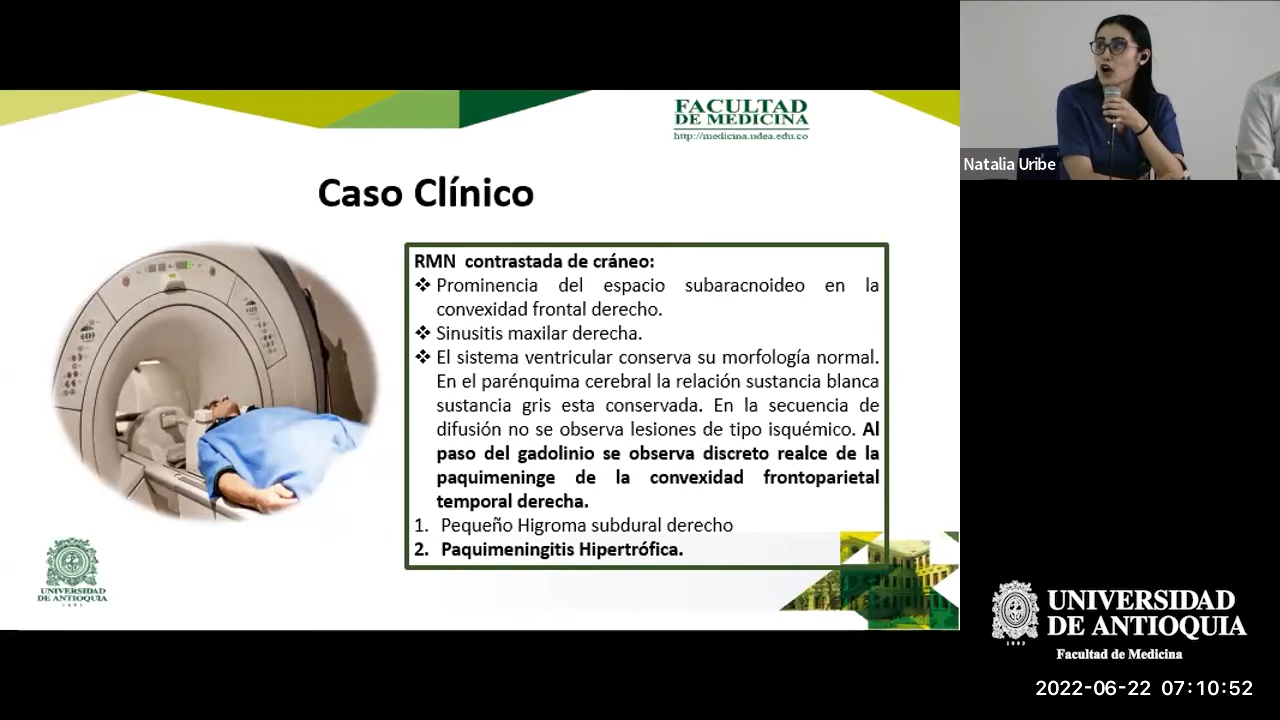 FACULTAD
DE MEDICINA
http://medicina.udea.edu.co
Natalia Uribe
Caso Clínico
RMN contrastada de cráneo:
❖ Prominencia del espacio subaracnoideo en la
convexidad frontal derecho.
❖ Sinusitis maxilar derecha.
❖ El sistema ventricular conserva su morfología normal.
En el parénquima cerebral la relación sustancia blanca
sustancia gris esta conservada. En la secuencia de
difusión no se observa lesiones de tipo isquémico. Al
paso del gadolinio se observa discreto realce de la
paquimeninge de la convexidad frontoparietal
temporal derecha.
1. Pequeño Higroma subdural derecho
2. Paquimeningitis Hipertrófica.
UNIVERSIDAD
DE ANTIOQUIA
1803
UNIVERSIDAD
DE ANTIOQUIA
1803
Facultad de Medicina
2022-06-22 07:10:52